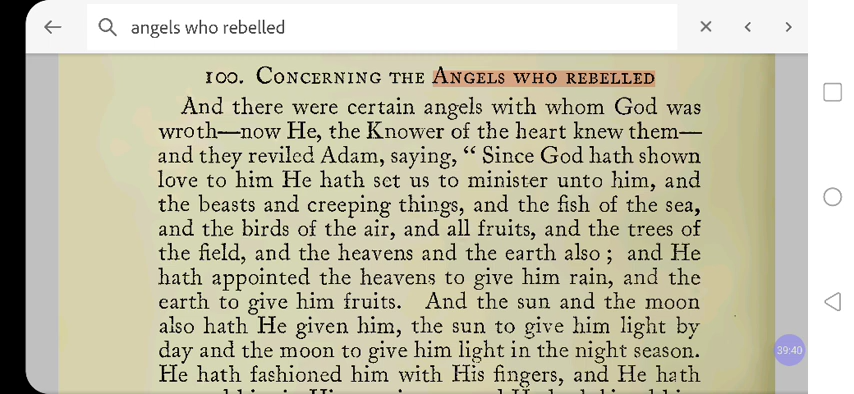 angels who rebelled
100. CONCERNING THE ANGELS WHO REBELLED
And there were certain angels with whom God was
wroth—now He, the Knower of the heart knew them—
and they reviled Adam, saying, “ Since God hath shown
love to him He hath set us to minister unto him, and
the beasts and creeping things, and the fish of the sea,
and the birds of the air, and all fruits, and the trees of
the field, and the heavens and the earth also ; and He
hath appointed the heavens to give him rain, and the
earth to give him fruits. And the sun and the moon
also hath He given him, the sun to give him light by
day and the moon to give him light in the night season.
39:40
He hath fashioned him with His fingers, and He hath